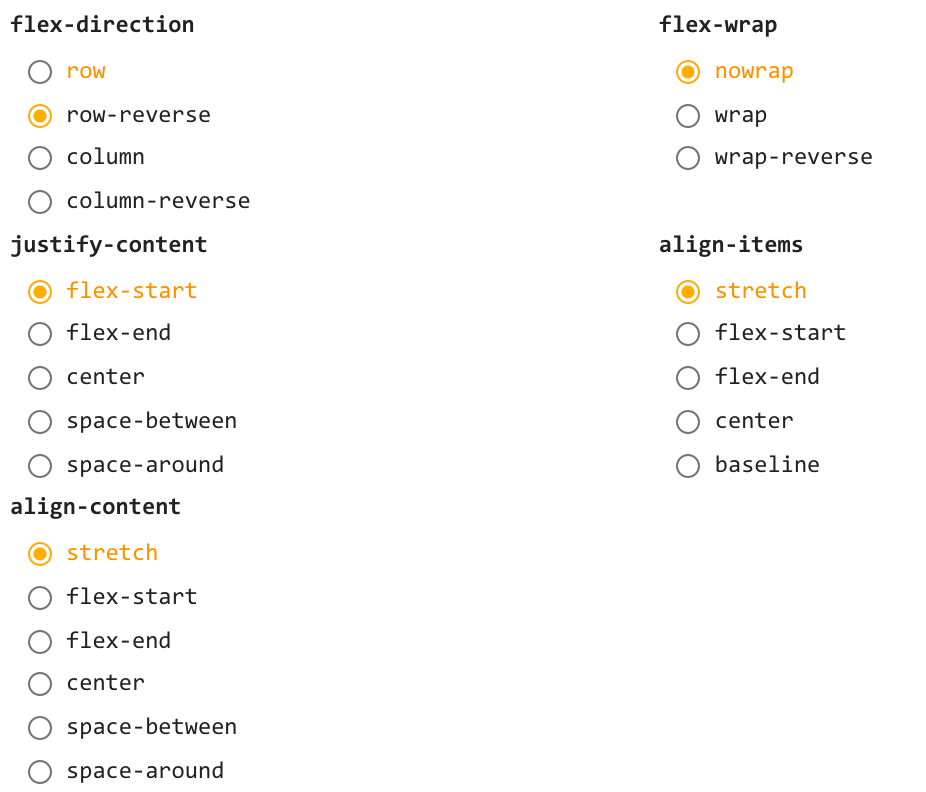 flex-direction
row
row-reverse
column
column-reverse
flex-wrap
nowrap
wrap
wrap-reverse
justify-content
flex-start
flex-end
center
space-between
space-around
align-items
stretch
flex-start
flex-end
center
baseline
align-content
stretch
flex-start
flex-end
center
space-between
space-around